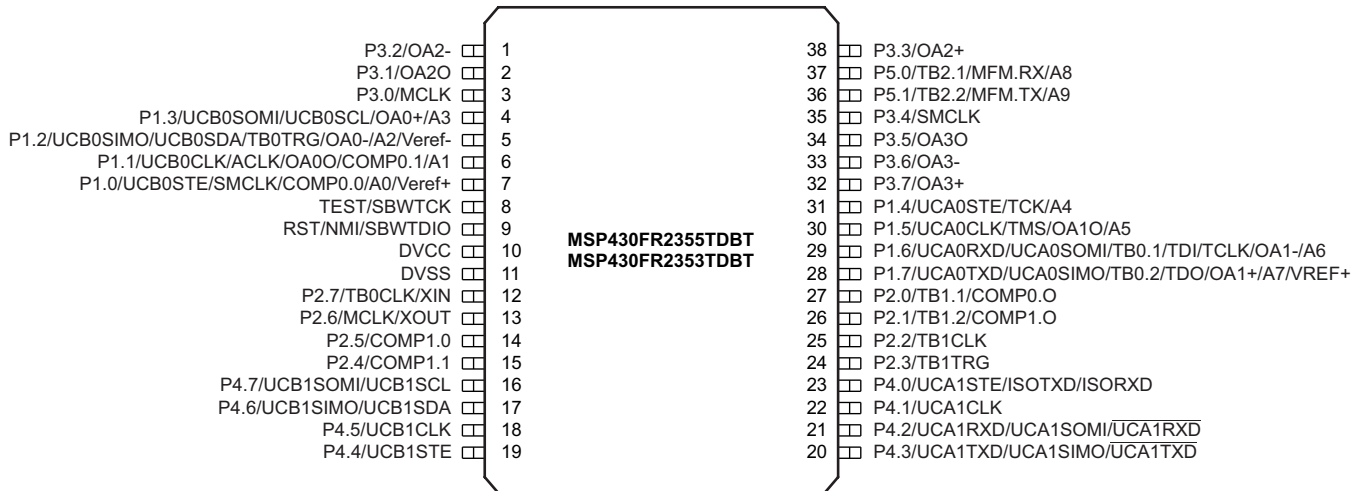 P3.2/OA2- 1 38 P3.3/OA2+
P3.1/OA2O 2 37 P5.0/TB2.1/MFM.RX/A8
P3.0/MCLK 3 36 P5.1/TB2.2/MFM.TX/A9
P1.3/UCB0SOMI/UCB0SCL/OA0+/A3 4 35 P3.4/SMCLK
P1.2/UCB0SIMO/UCB0SDA/TB0TRG/OA0-/A2/Veref- 5 34 P3.5/OA3O
P1.1/UCB0CLK/ACLK/OA0O/COMP0.1/A1 6 33 P3.6/OA3-
P1.0/UCB0STE/SMCLK/COMP0.0/A0/Veref+ 7 32 P3.7/OA3+
TEST/SBWTCK 8 31 P1.4/UCA0STE/TCK/A4
RST/NMI/SBWTDIO 9 30 P1.5/UCA0CLK/TMS/OA1O/A5
MSP430FR2355TDBT
DVCC 10 29 P1.6/UCA0RXD/UCA0SOMI/TB0.1/TDI/TCLK/OA1-/A6
MSP430FR2353TDBT
DVSS 11 28 P1.7/UCA0TXD/UCA0SIMO/TB0.2/TDO/OA1+/A7/VREF+
P2.7/TB0CLK/XIN 12 27 P2.0/TB1.1/COMP0.O
P2.6/MCLK/XOUT 13 26 P2.1/TB1.2/COMP1.O
P2.5/COMP1.0 14 25 P2.2/TB1CLK
P2.4/COMP1.1 15 24 P2.3/TB1TRG
P4.7/UCB1SOMI/UCB1SCL 16 23 P4.0/UCA1STE/ISOTXD/ISORXD
P4.6/UCB1SIMO/UCB1SDA 17 22 P4.1/UCA1CLK
P4.5/UCB1CLK 18 21 P4.2/UCA1RXD/UCA1SOMI/UCA1RXD
P4.4/UCB1STE 19 20 P4.3/UCA1TXD/UCA1SIMO/UCA1TXD